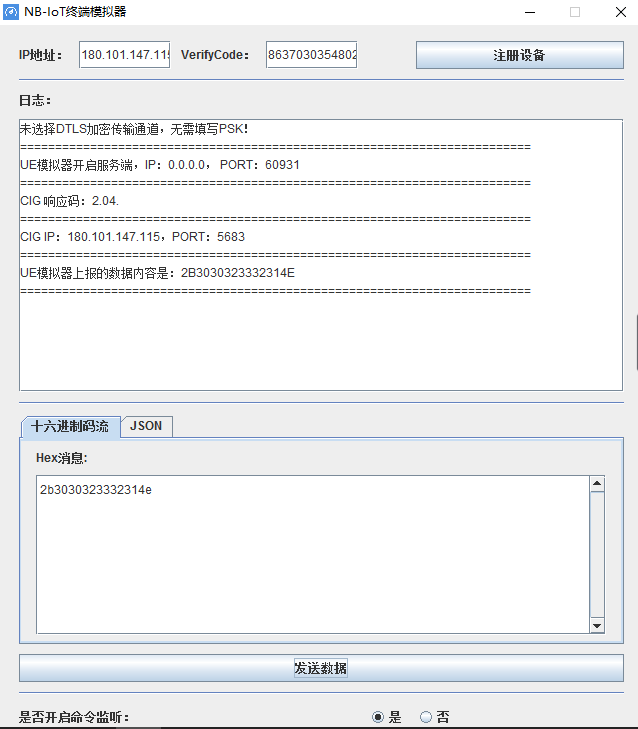 NB-IoT终端模拟器
IP地址： 180.101.147.115 VerifyCode： 8637030354802 注册设备
日志：
未选择DTLS加密传输通道，无需填写PSK!
=========================================================================
UE模拟器开启服务端，IP：0.0.0.0， PORT：60931
=========================================================================
CIG 响应码：2.04.
=========================================================================
CIG IP：180.101.147.115，PORT：5683
=========================================================================
UE模拟器上报的数据内容是：2B3030323332314E
=========================================================================
十六进制码流 JSON
Hex消息:
2b3030323332314e
发送数据
是否开启命令监听： 是 否